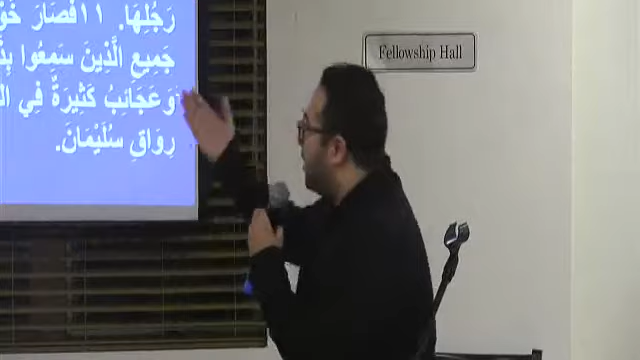 رَجُلِهَا. ١١فَصَارَ
جَمِيعِ الَّذِينَ سَمِعُوا
وَعَجَائِبُ كَثِيرَةٌ فِي
رِوَاقِ سُلَيْمَانَ.
Fellowship Hall